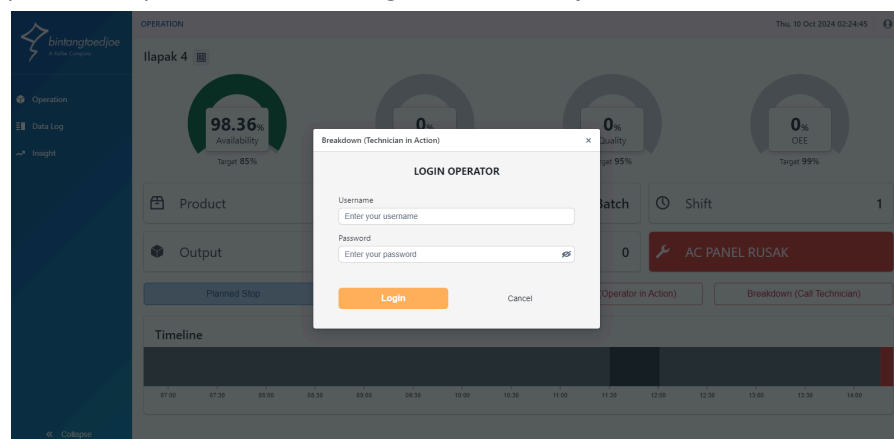 bintangtoedjoe
A Kalbe Company
Operation
Data Log
Insight
Collapse
OPERATION
Thu, 10 Oct 2024 02:24:45
Ilapak 4
98.36%
Availability
Target 85%
0%
0%
Quality
95%
0%
OEE
Target 99%
Breakdown (Technician in Action)
×
LOGIN OPERATOR
Username
Enter your username
Password
Enter your password
Login
Cancel
Product
Batch
Shift
1
Output
0
AC PANEL RUSAK
Planned Stop
Operator in Action)
Breakdown (Call Technician)
Timeline
07:00 07:30 08:00 08:30 09:00 09:30 10:00 10:30 11:00 11:30 12:00 12:30 13:00 13:30 14:00